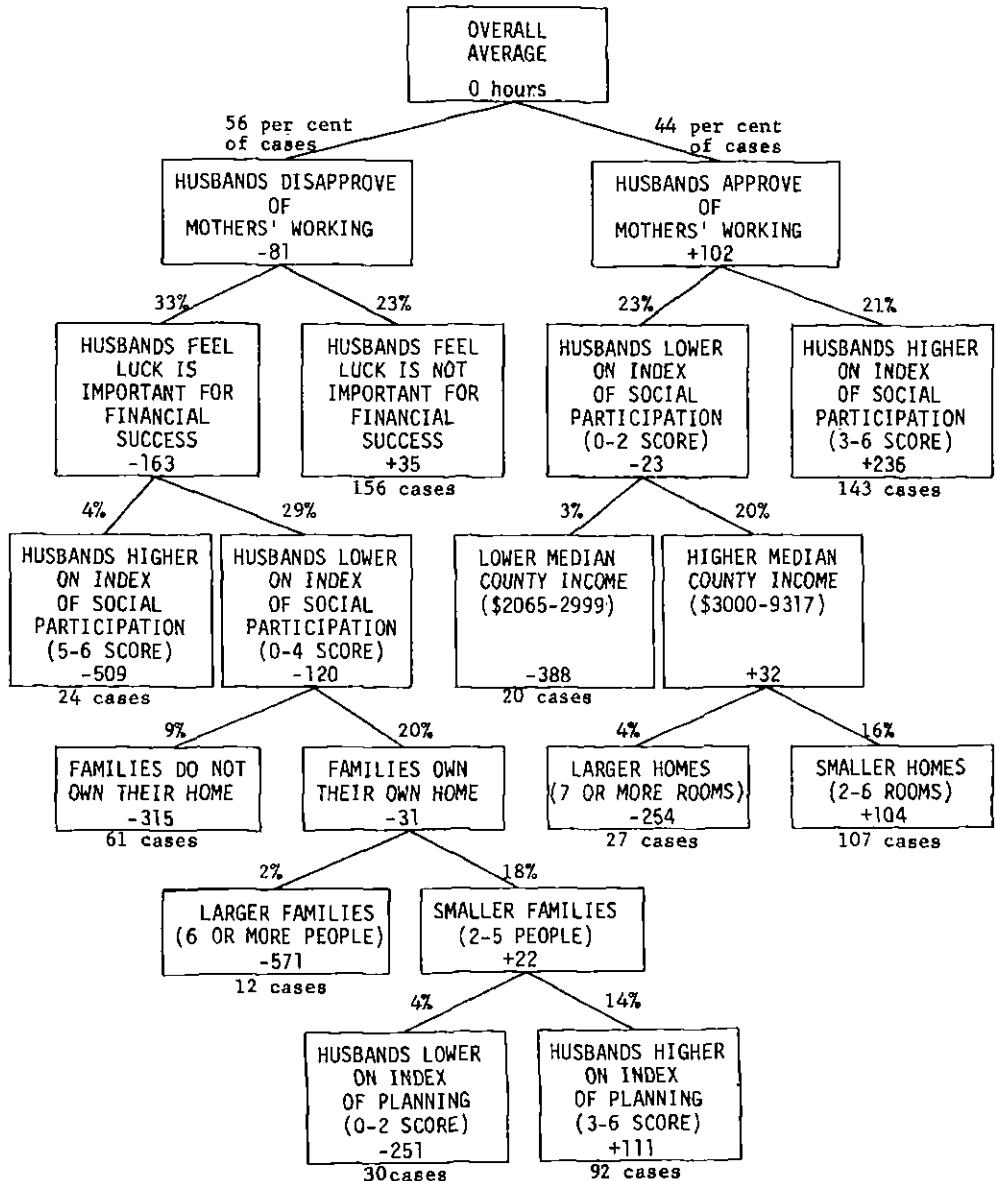 OVERALL
AVERAGE
0 hours
56 per cent
of cases
44 per cent
of cases
HUSBANDS DISAPPROVE
OF
MOTHERS' WORKING
-81
HUSBANDS APPROVE
OF
MOTHERS' WORKING
+102
33%
23%
23%
21%
HUSBANDS FEEL
LUCK IS
IMPORTANT FOR
FINANCIAL
SUCCESS
-163
HUSBANDS FEEL
LUCK IS NOT
IMPORTANT FOR
FINANCIAL
SUCCESS
+35
156 cases
HUSBANDS LOWER
ON INDEX
OF SOCIAL
PARTICIPATION
(0-2 SCORE)
-23
HUSBANDS HIGHER
ON INDEX
OF SOCIAL
PARTICIPATION
(3-6 SCORE)
+236
143 cases
4%
29%
3%
20%
HUSBANDS HIGHER
ON INDEX
OF SOCIAL
PARTICIPATION
(5-6 SCORE)
-509
24 cases
HUSBANDS LOWER
ON INDEX
OF SOCIAL
PARTICIPATION
(0-4 SCORE)
-120
LOWER MEDIAN
COUNTY INCOME
($2065-2999)
-388
20 cases
HIGHER MEDIAN
COUNTY INCOME
($3000-9317)
+32
9%
20%
4%
16%
FAMILIES DO NOT
OWN THEIR HOME
-315
61 cases
FAMILIES OWN
THEIR OWN HOME
-31
LARGER HOMES
(7 OR MORE ROOMS)
-254
27 cases
SMALLER HOMES
(2-6 ROOMS)
+104
107 cases
2%
18%
LARGER FAMILIES
(6 OR MORE PEOPLE)
-571
12 cases
SMALLER FAMILIES
(2-5 PEOPLE)
+22
4%
14%
HUSBANDS LOWER
ON INDEX
OF PLANNING
(0-2 SCORE)
-251
30cases
HUSBANDS HIGHER
ON INDEX
OF PLANNING
(3-6 SCORE)
+111
92 cases